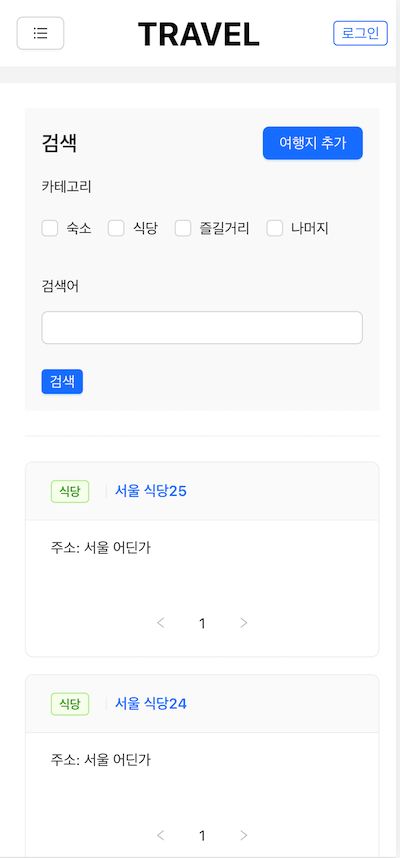 TRAVEL
로그인
검색
여행지 추가
카테고리
숙소 식당 즐길거리 나머지
검색어
검색
식당 서울 식당25
주소: 서울 어딘가
< 1 >
식당 서울 식당24
주소: 서울 어딘가
< 1 >